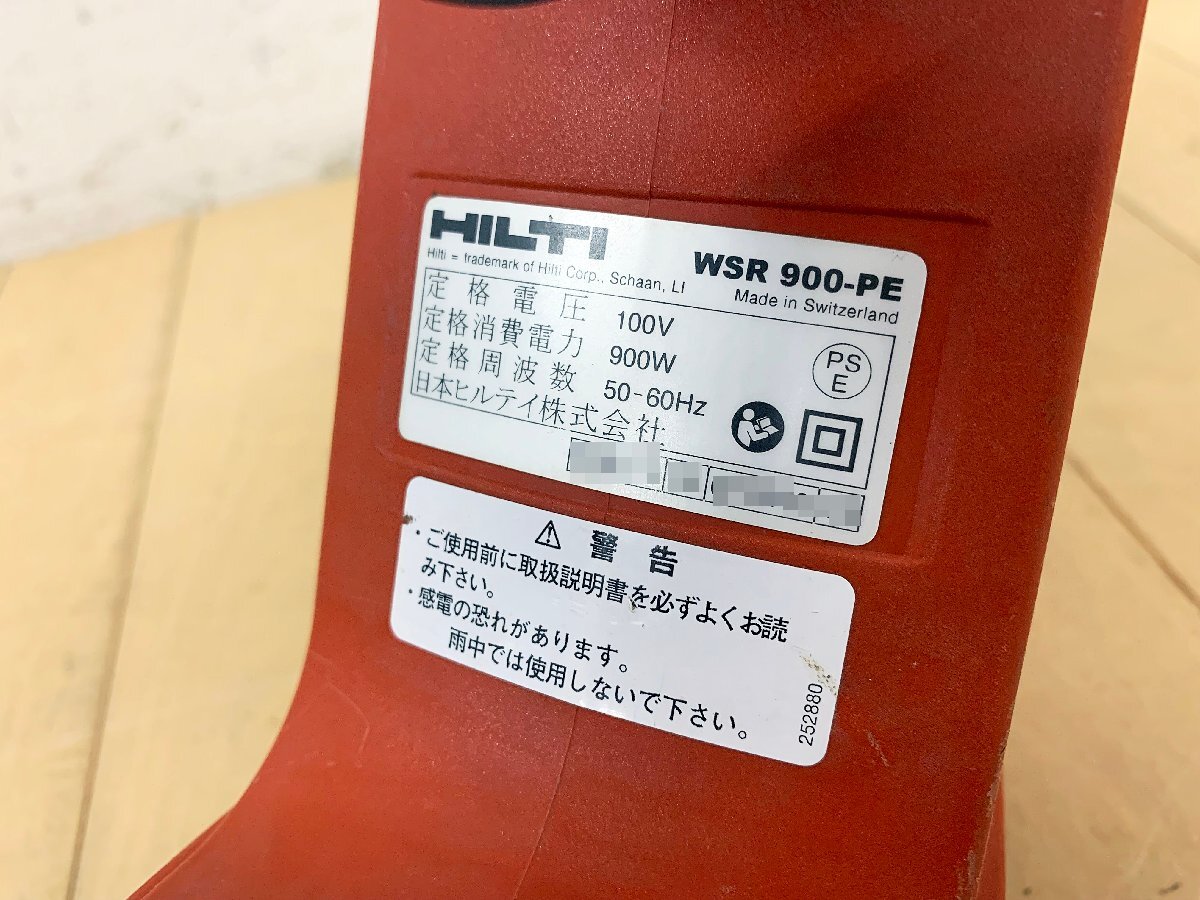 HILTI
Hilti = trademark of Hilti Corp., Schaan, LI
WSR 900-PE
Made in Switzerland
定格電圧 100V
定格消費電力 900W
定格周波数 50-60Hz
日本ヒルテイ株式会社
PS
E
警告
・ご使用前に取扱説明書を必ずよくお読
み下さい。
・感電の恐れがあります。
雨中では使用しないで下さい。
252880